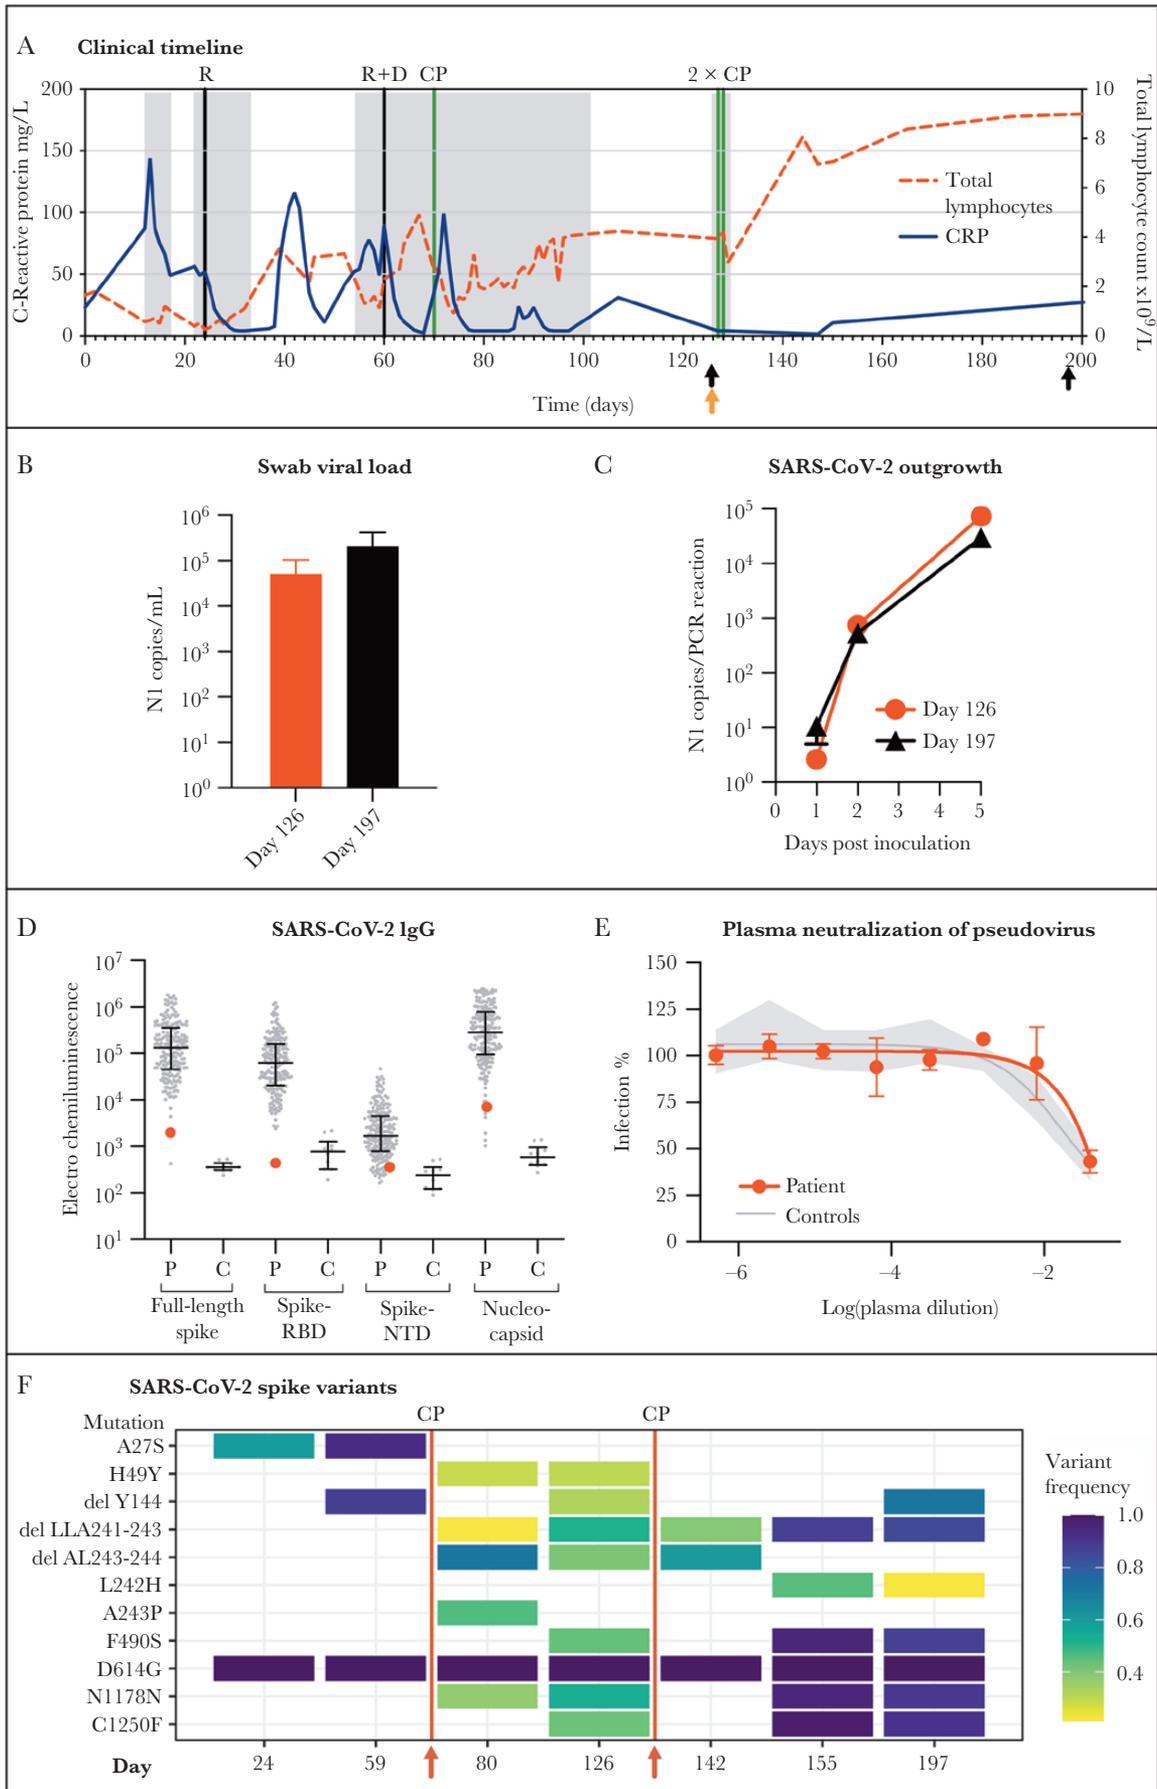 A
Clinical timeline
R
R+D
CP
2 × CP
C-Reactive protein mg/L
200
150
100
50
0
10
8
6
4
2
0
Total lymphocyte count x10⁹/L
Total
lymphocytes
CRP
0 20 40 60 80 100 120 140 160 180 200
Time (days)
B
Swab viral load
N1 copies/mL
10⁶
10⁵
10⁴
10³
10²
10¹
10⁰
Day 126
Day 197
C
SARS-CoV-2 outgrowth
N1 copies/PCR reaction
10⁵
10⁴
10³
10²
10¹
10⁰
Day 126
Day 197
0 1 2 3 4 5
Days post inoculation
D
SARS-CoV-2 lgG
Electro chemiluminescence
10⁷
10⁶
10⁵
10⁴
10³
10²
10¹
P C P C P C P C
Full-length
spike
Spike-
RBD
Spike-
NTD
Nucleo-
capsid
E
Plasma neutralization of pseudovirus
Infection %
150
125
100
75
50
25
0
Patient
Controls
−6 −4 −2
Log(plasma dilution)
F
SARS-CoV-2 spike variants
CP
CP
Mutation
A27S
H49Y
del Y144
del LLA241-243
del AL243-244
L242H
A243P
F490S
D614G
N1178N
C1250F
Day 24 59 80 126 142 155 197
Variant
frequency
1.0
0.8
0.6
0.4